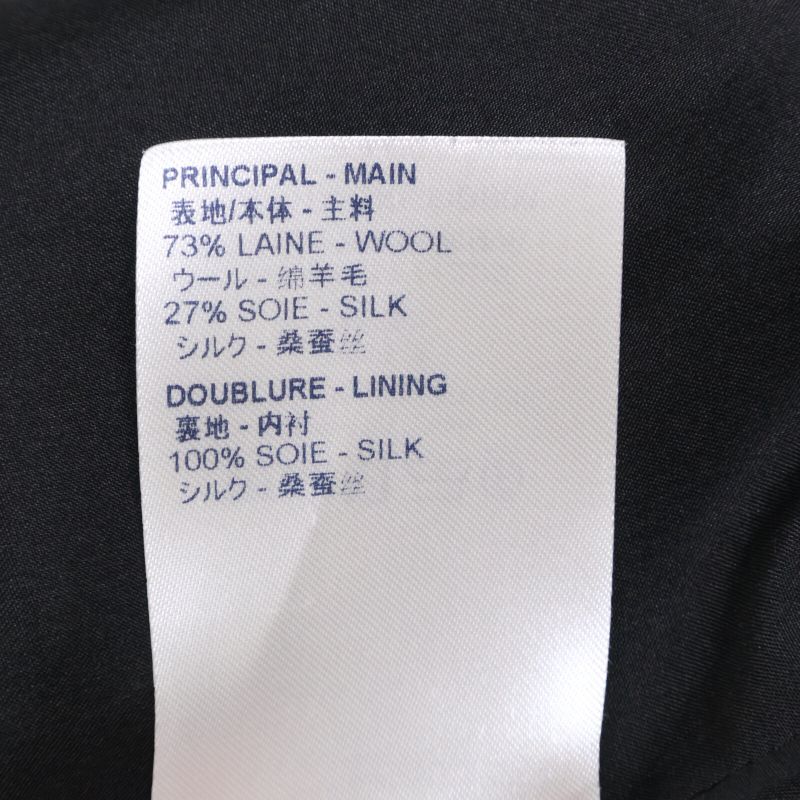 PRINCIPAL - MAIN
表地/本体 - 主料
73% LAINE - WOOL
ウール - 绵羊毛
27% SOIE - SILK
シルク - 桑蚕丝
DOUBLURE - LINING
裏地 - 内衬
100% SOIE - SILK
シルク - 桑蚕丝